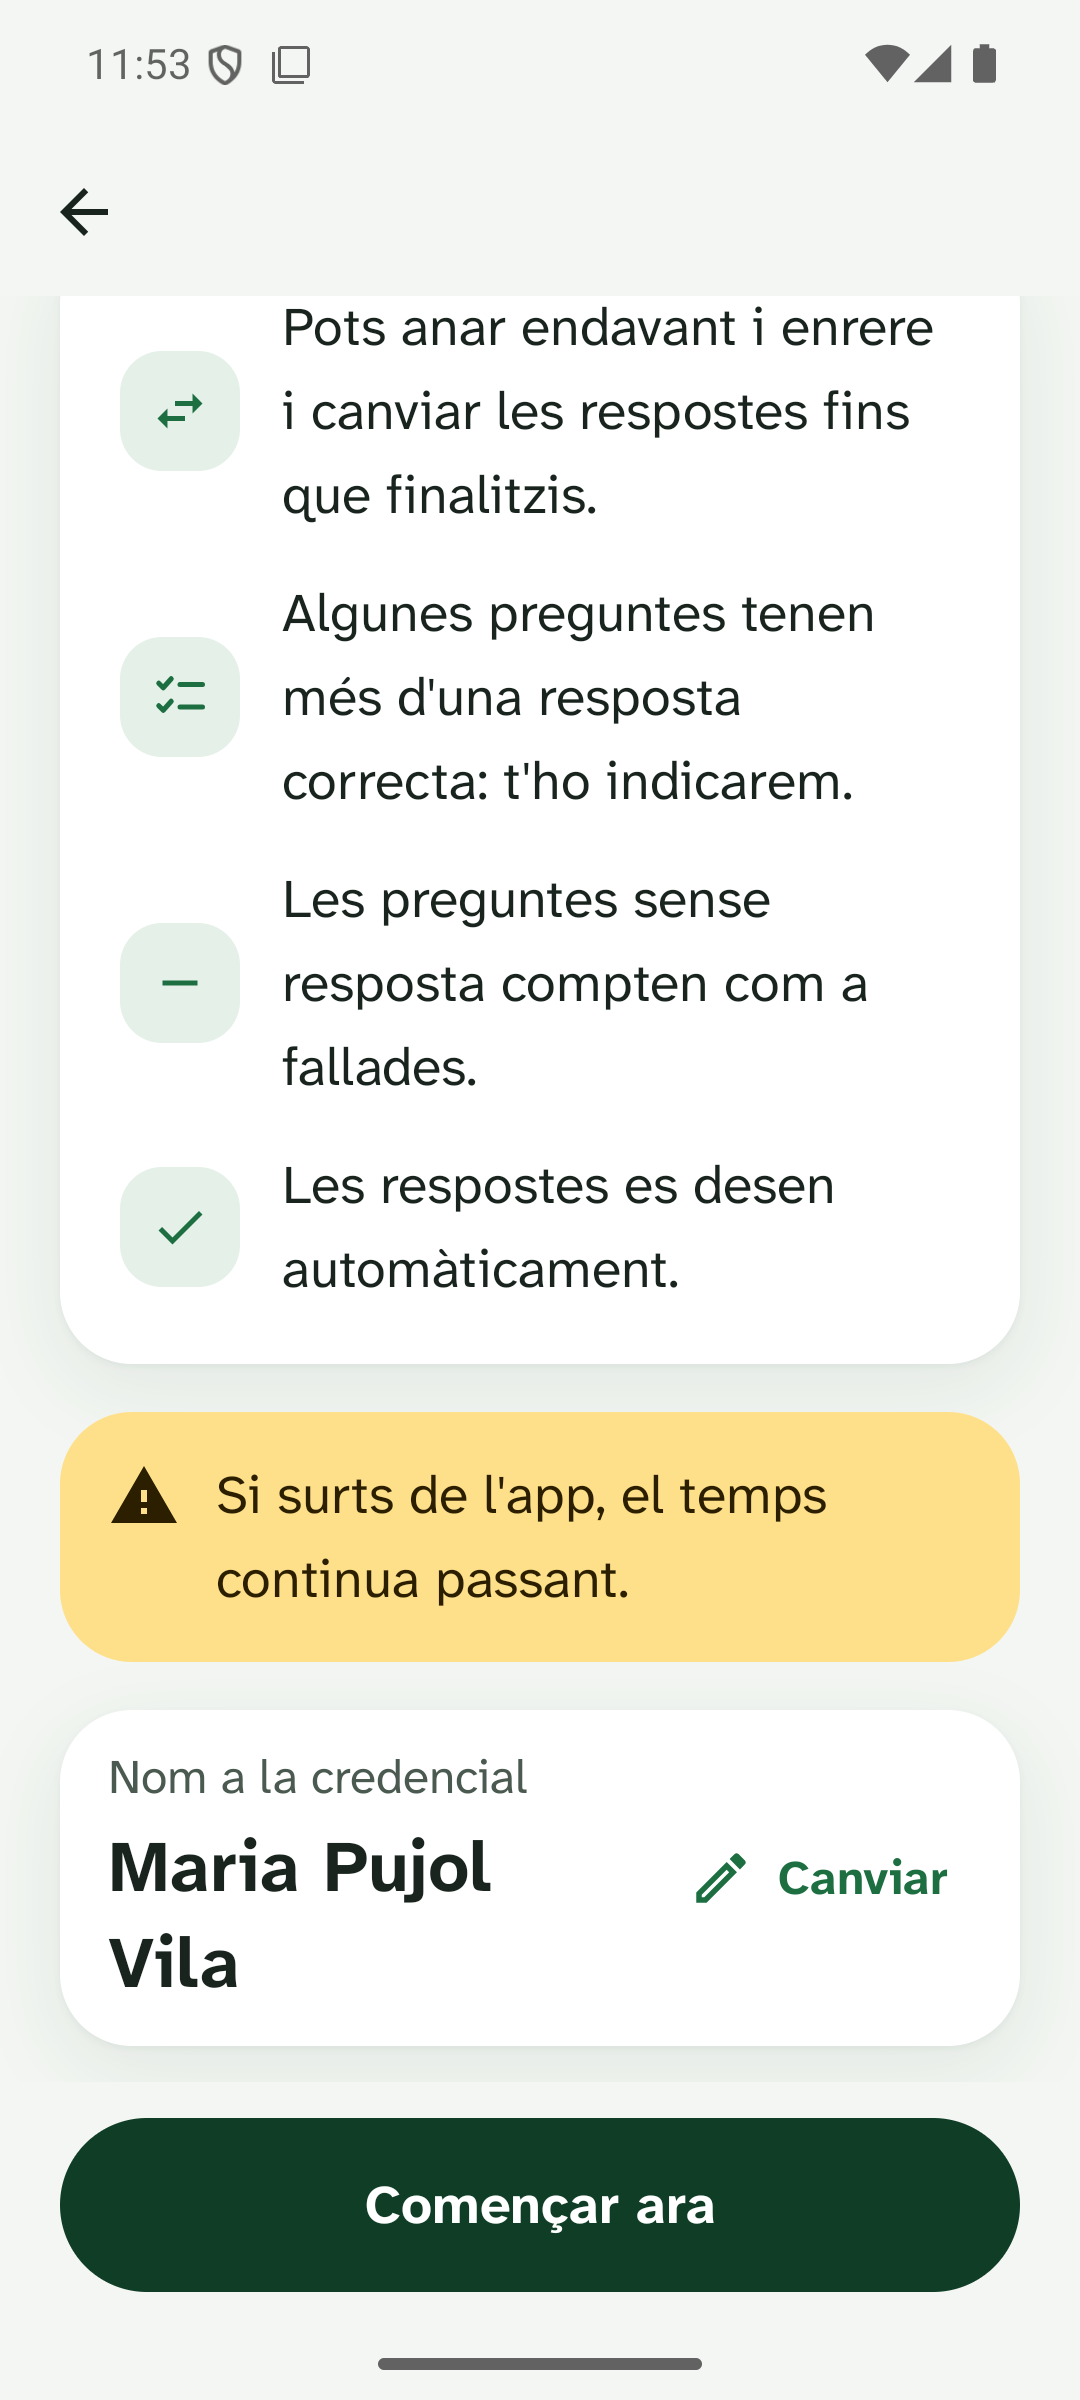 11:53
Pots anar endavant i enrere
i canviar les respostes fins
que finalitzis.
Algunes preguntes tenen
més d'una resposta
correcta: t'ho indicarem.
Les preguntes sense
resposta compten com a
fallades.
Les respostes es desen
automàticament.
Si surts de l'app, el temps
continua passant.
Nom a la credencial
Maria Pujol
Vila
Canviar
Començar ara